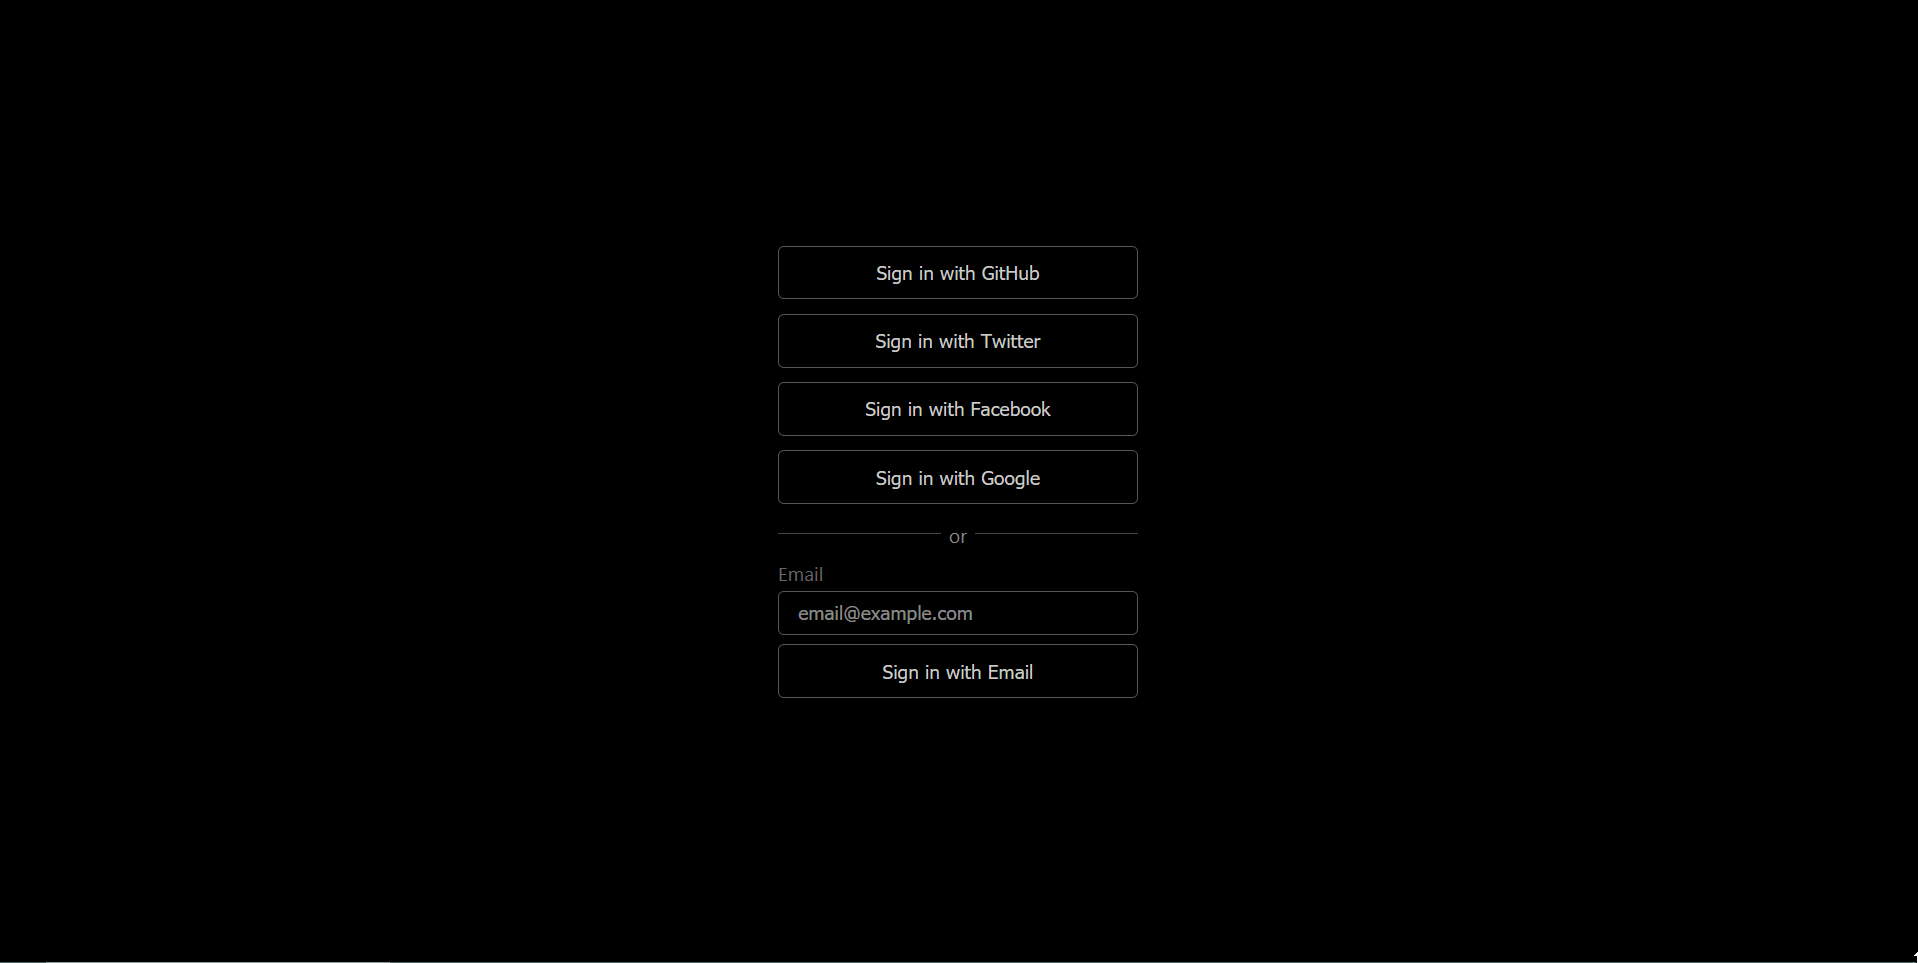 Sign in with GitHub
Sign in with Twitter
Sign in with Facebook
Sign in with Google
or
Email
email@example.com
Sign in with Email